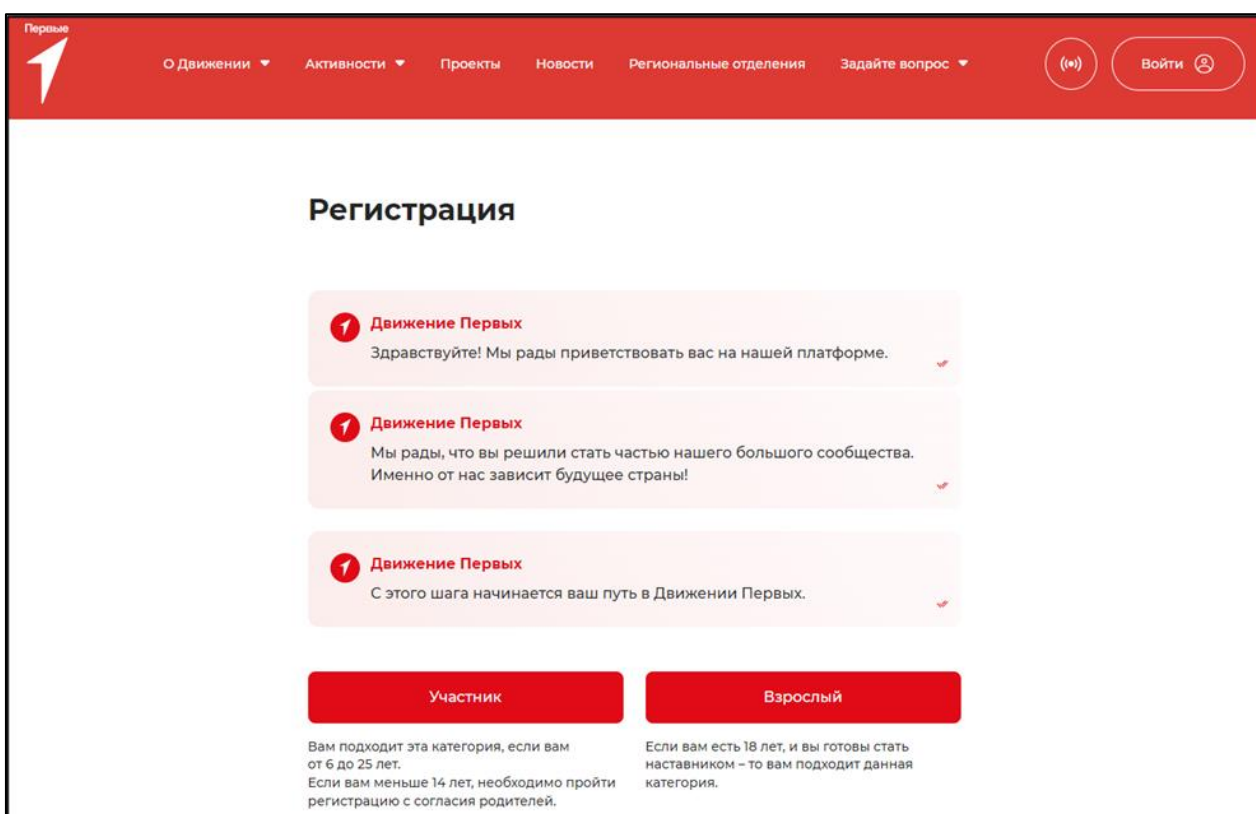 Первые
О Движении
Активности
Проекты
Новости
Региональные отделения
Задайте вопрос
Войти
Регистрация
Движение Первых
Здравствуйте! Мы рады приветствовать вас на нашей платформе.
Движение Первых
Мы рады, что вы решили стать частью нашего большого сообщества.
Именно от нас зависит будущее страны!
Движение Первых
С этого шага начинается ваш путь в Движении Первых.
Участник
Взрослый
Вам подходит эта категория, если вам
от 6 до 25 лет.
Если вам меньше 14 лет, необходимо пройти
регистрацию с согласия родителей.
Если вам есть 18 лет, и вы готовы стать
наставником – то вам подходит данная
категория.